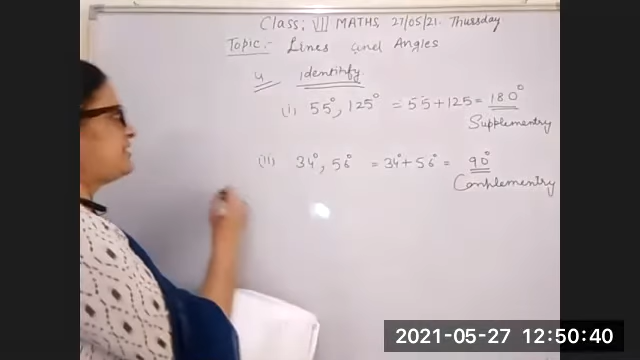 Class: VII MATHS, 27/05/21. Thursday
Topic:- Lines and Angles
4 identitify
(i) 55°, 125° = 55+125 = 180°
Supplementry
(ii) 34°, 56° = 34°+56° = 90°
Complementry
2021-05-27 12:50:40